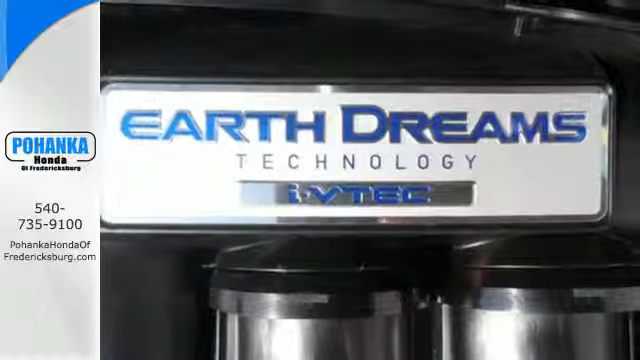 POHANKA
Honda
Of Fredericksburg
540-
735-9100
PohankaHondaOf
Fredericksburg.com
EARTH DREAMS
TECHNOLOGY
i-VTEC